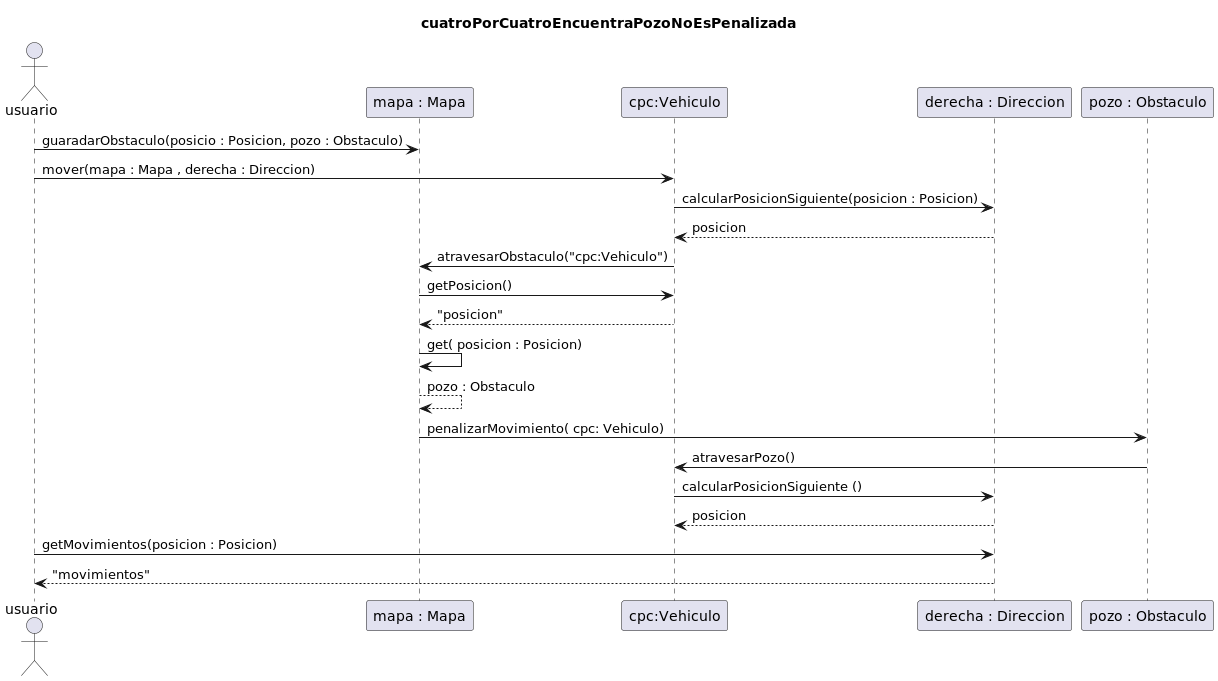 cuatroPorCuatroEncuentraPozoNoEsPenalizada
usuario
mapa : Mapa
cpc:Vehiculo
derecha : Direccion
pozo : Obstaculo
guaradarObstaculo(posicio : Posicion, pozo : Obstaculo)
mover(mapa : Mapa , derecha : Direccion)
calcularPosicionSiguiente(posicion : Posicion)
posicion
atravesarObstaculo("cpc:Vehiculo")
getPosicion()
"posicion"
get( posicion : Posicion)
pozo : Obstaculo
penalizarMovimiento( cpc: Vehiculo)
atravesarPozo()
calcularPosicionSiguiente ()
posicion
getMovimientos(posicion : Posicion)
"movimientos"
usuario
mapa : Mapa
cpc:Vehiculo
derecha : Direccion
pozo : Obstaculo